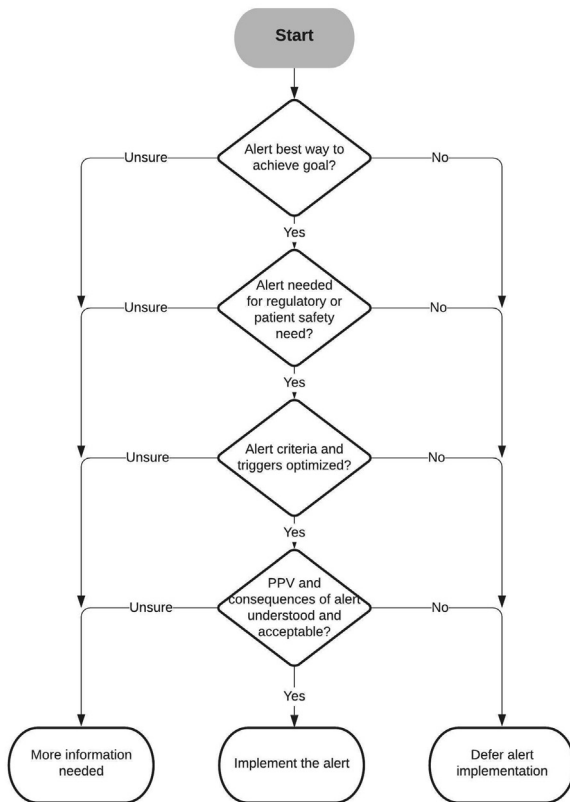 Start
Alert best way to
achieve goal?
Unsure
No
Yes
Alert needed
for regulatory or
patient safety
need?
Unsure
No
Yes
Alert criteria and
triggers optimized?
Unsure
No
Yes
PPV and
consequences of alert
understood and
acceptable?
Unsure
No
Yes
More information
needed
Implement the alert
Defer alert
implementation